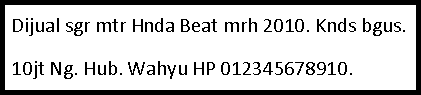 Dijual sgr mtr Hnda Beat mrh 2010. Knds bgus.
10jt Ng. Hub. Wahyu HP 012345678910.